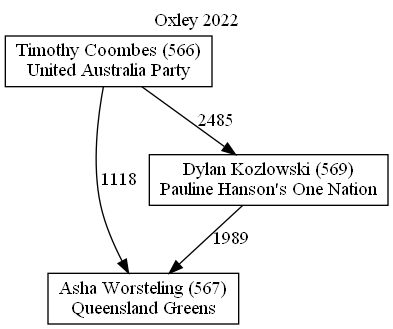 Oxley 2022
Timothy Coombes (566)
United Australia Party
2485
1118
Dylan Kozlowski (569)
Pauline Hanson's One Nation
1989
Asha Worsteling (567)
Queensland Greens